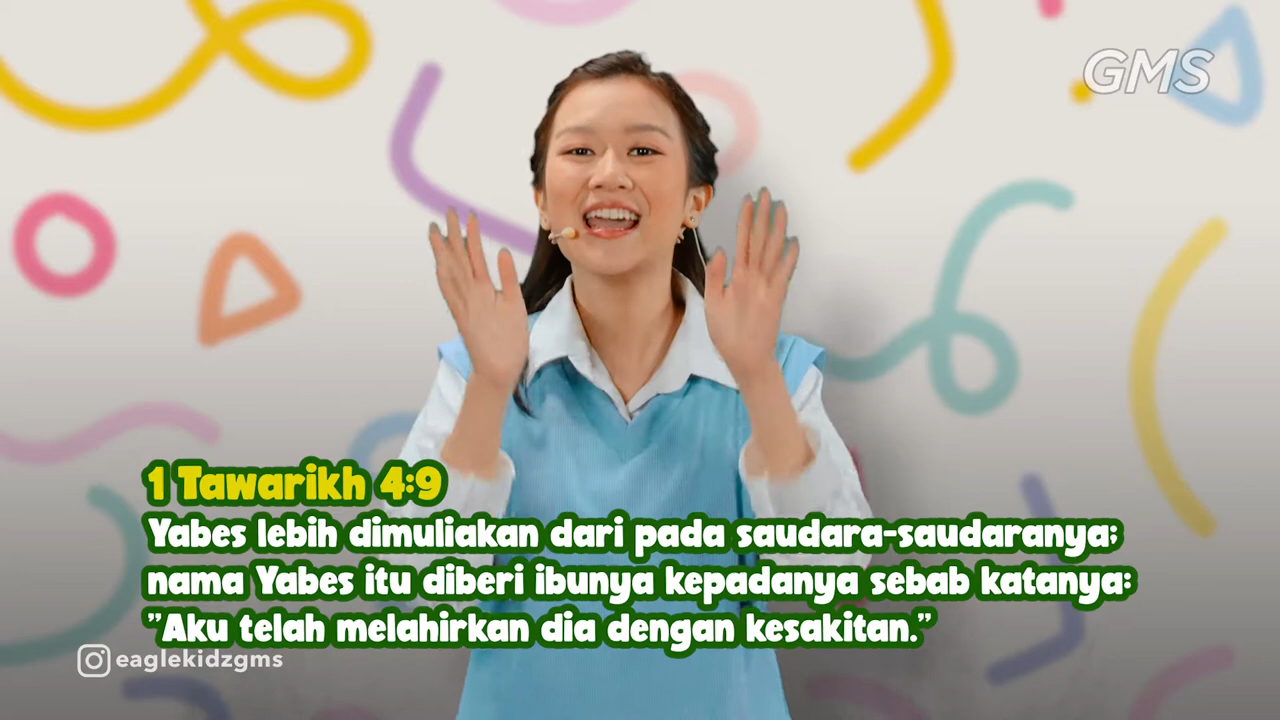 GMS
1 Tawarikh 4:9
Yabes lebih dimuliakan dari pada saudara-saudaranya;
nama Yabes itu diberi ibunya kepadanya sebab katanya:
"Aku telah melahirkan dia dengan kesakitan."
eaglekidzgms